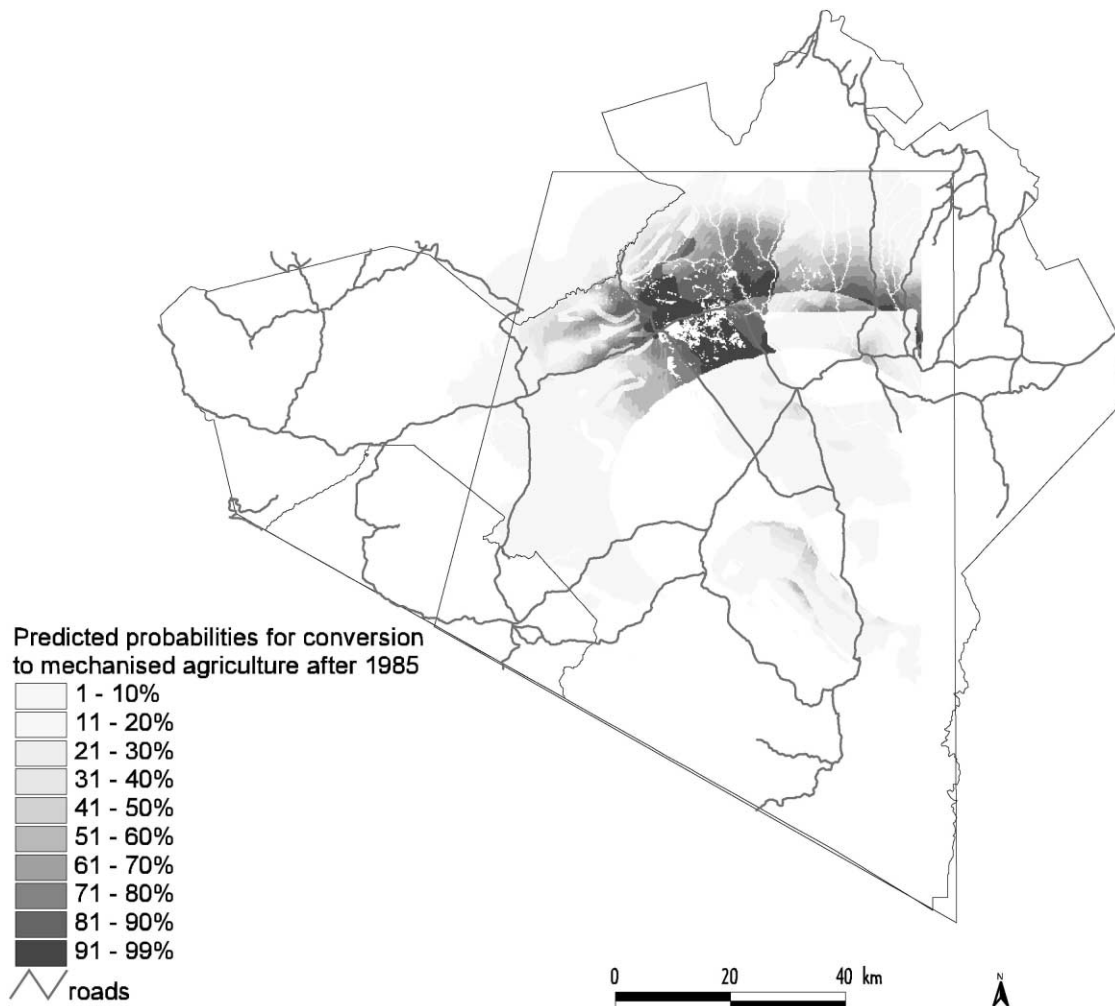 Predicted probabilities for conversion
to mechanised agriculture after 1985
1 - 10%
11 - 20%
21 - 30%
31 - 40%
41 - 50%
51 - 60%
61 - 70%
71 - 80%
81 - 90%
91 - 99%
roads
0 20 40 km
N